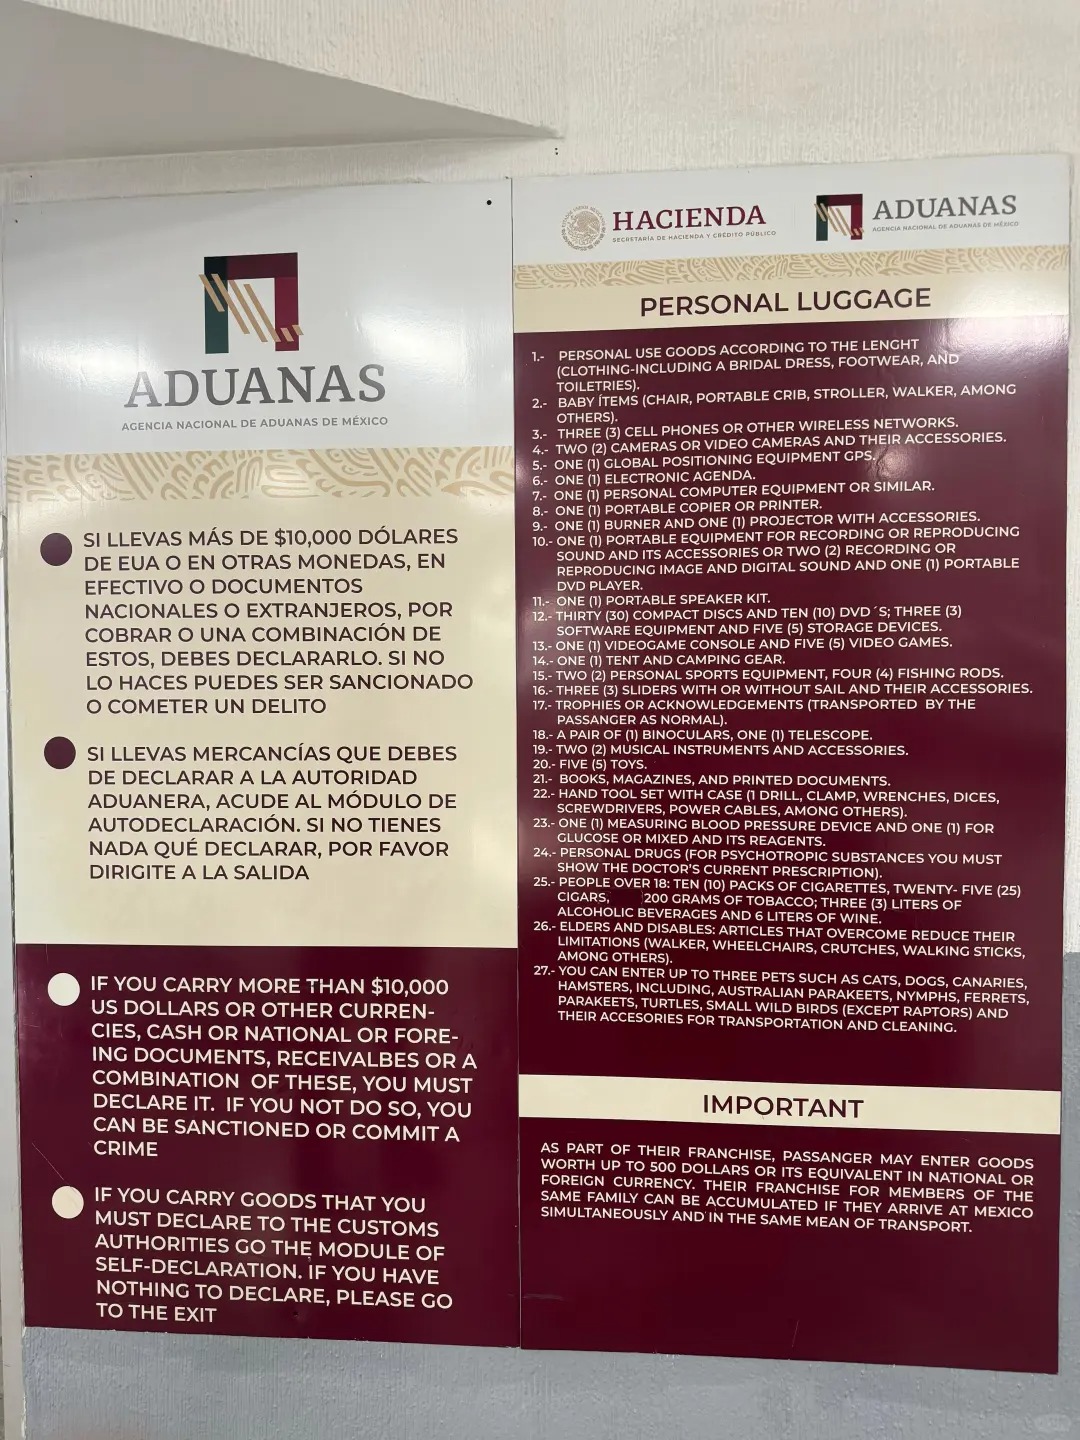 ADUANAS
AGENCIA NACIONAL DE ADUANAS DE MÉXICO
SI LLEVAS MÁS DE $10,000 DÓLARES
DE EUA O EN OTRAS MONEDAS, EN
EFECTIVO O DOCUMENTOS
NACIONALES O EXTRANJEROS, POR
COBRAR O UNA COMBINACIÓN DE
ESTOS, DEBES DECLARARLO. SI NO
LO HACES PUEDES SER SANCIONADO
O COMETER UN DELITO
SI LLEVAS MERCANCÍAS QUE DEBES
DE DECLARAR A LA AUTORIDAD
ADUANERA, ACUDE AL MÓDULO DE
AUTODECLARACIÓN. SI NO TIENES
NADA QUÉ DECLARAR, POR FAVOR
DIRIGITE A LA SALIDA
IF YOU CARRY MORE THAN $10,000
US DOLLARS OR OTHER CURREN-
CIES, CASH OR NATIONAL OR FORE-
ING DOCUMENTS, RECEIVALBES OR A
COMBINATION OF THESE, YOU MUST
DECLARE IT. IF YOU NOT DO SO, YOU
CAN BE SANCTIONED OR COMMIT A
CRIME
IF YOU CARRY GOODS THAT YOU
MUST DECLARE TO THE CUSTOMS
AUTHORITIES GO THE MODULE OF
SELF-DECLARATION. IF YOU HAVE
NOTHING TO DECLARE, PLEASE GO
TO THE EXIT
HACIENDA
SECRETARÍA DE HACIENDA Y CRÉDITO PÚBLICO
ADUANAS
AGENCIA NACIONAL DE ADUANAS DE MÉXICO
PERSONAL LUGGAGE
1.- PERSONAL USE GOODS ACCORDING TO THE LENGHT
(CLOTHING-INCLUDING A BRIDAL DRESS, FOOTWEAR, AND
TOILETRIES).
2.- BABY ÍTEMS (CHAIR, PORTABLE CRIB, STROLLER, WALKER, AMONG
OTHERS).
3.- THREE (3) CELL PHONES OR OTHER WIRELESS NETWORKS.
4.- TWO (2) CAMERAS OR VIDEO CAMERAS AND THEIR ACCESSORIES.
5.- ONE (1) GLOBAL POSITIONING EQUIPMENT GPS.
6.- ONE (1) ELECTRONIC AGENDA.
7.- ONE (1) PERSONAL COMPUTER EQUIPMENT OR SIMILAR.
8.- ONE (1) PORTABLE COPIER OR PRINTER.
9.- ONE (1) BURNER AND ONE (1) PROJECTOR WITH ACCESSORIES.
10.- ONE (1) PORTABLE EQUIPMENT FOR RECORDING OR REPRODUCING
SOUND AND ITS ACCESSORIES OR TWO (2) RECORDING OR
REPRODUCING IMAGE AND DIGITAL SOUND AND ONE (1) PORTABLE
DVD PLAYER.
11.- ONE (1) PORTABLE SPEAKER KIT.
12.- THIRTY (30) COMPACT DISCS AND TEN (10) DVD´S; THREE (3)
SOFTWARE EQUIPMENT AND FIVE (5) STORAGE DEVICES.
13.- ONE (1) VIDEOGAME CONSOLE AND FIVE (5) VIDEO GAMES.
14.- ONE (1) TENT AND CAMPING GEAR.
15.- TWO (2) PERSONAL SPORTS EQUIPMENT, FOUR (4) FISHING RODS.
16.- THREE (3) SLIDERS WITH OR WITHOUT SAIL AND THEIR ACCESSORIES.
17.- TROPHIES OR ACKNOWLEDGEMENTS (TRANSPORTED BY THE
PASSANGER AS NORMAL).
18.- A PAIR OF (1) BINOCULARS, ONE (1) TELESCOPE.
19.- TWO (2) MUSICAL INSTRUMENTS AND ACCESSORIES.
20.- FIVE (5) TOYS.
21.- BOOKS, MAGAZINES, AND PRINTED DOCUMENTS.
22.- HAND TOOL SET WITH CASE (1 DRILL, CLAMP, WRENCHES, DICES,
SCREWDRIVERS, POWER CABLES, AMONG OTHERS).
23.- ONE (1) MEASURING BLOOD PRESSURE DEVICE AND ONE (1) FOR
GLUCOSE OR MIXED AND ITS REAGENTS.
24.- PERSONAL DRUGS (FOR PSYCHOTROPIC SUBSTANCES YOU MUST
SHOW THE DOCTOR'S CURRENT PRESCRIPTION).
25.- PEOPLE OVER 18: TEN (10) PACKS OF CIGARETTES, TWENTY- FIVE (25)
CIGARS, 200 GRAMS OF TOBACCO; THREE (3) LITERS OF
ALCOHOLIC BEVERAGES AND 6 LITERS OF WINE.
26.- ELDERS AND DISABLES: ARTICLES THAT OVERCOME REDUCE THEIR
LIMITATIONS (WALKER, WHEELCHAIRS, CRUTCHES, WALKING STICKS,
AMONG OTHERS).
27.- YOU CAN ENTER UP TO THREE PETS SUCH AS CATS, DOGS, CANARIES,
HAMSTERS, INCLUDING, AUSTRALIAN PARAKEETS, NYMPHS, FERRETS,
PARAKEETS, TURTLES, SMALL WILD BIRDS (EXCEPT RAPTORS) AND
THEIR ACCESORIES FOR TRANSPORTATION AND CLEANING.
IMPORTANT
AS PART OF THEIR FRANCHISE, PASSANGER MAY ENTER GOODS
WORTH UP TO 500 DOLLARS OR ITS EQUIVALENT IN NATIONAL OR
FOREIGN CURRENCY. THEIR FRANCHISE FOR MEMBERS OF THE
SAME FAMILY CAN BE ACCUMULATED IF THEY ARRIVE AT MEXICO
SIMULTANEOUSLY AND IN THE SAME MEAN OF TRANSPORT.